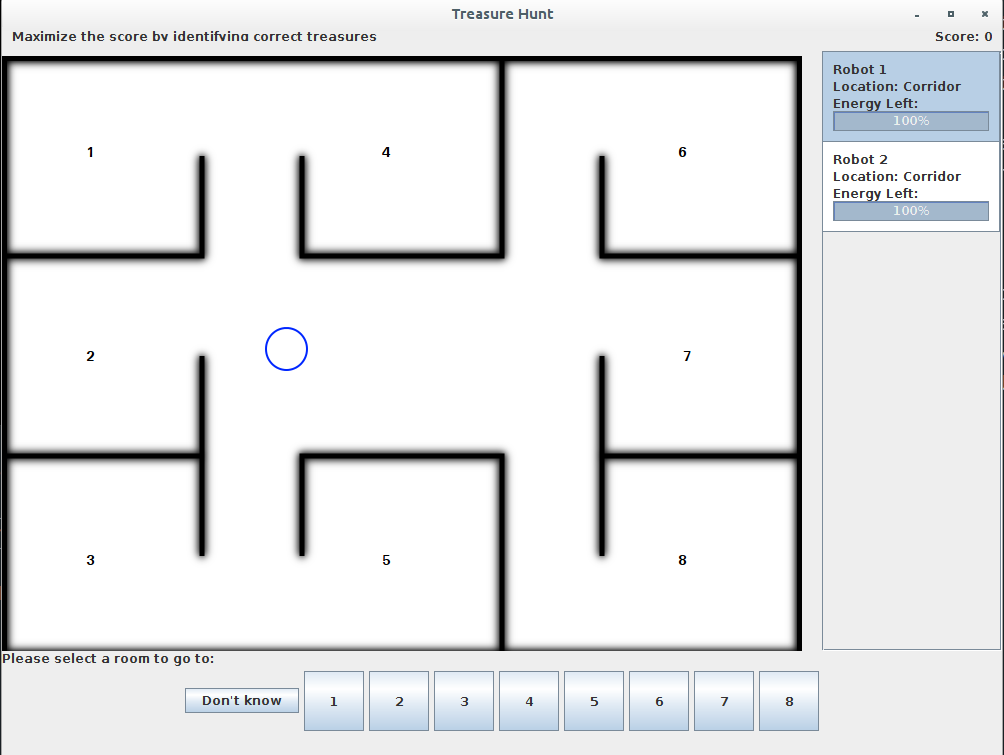 Treasure Hunt
Maximize the score by identifying correct treasures
Score: 0
Robot 1
Location: Corridor
Energy Left:
100%
Robot 2
Location: Corridor
Energy Left:
100%
1
4
6
2
7
3
5
8
Please select a room to go to:
Don't know
1
2
3
4
5
6
7
8